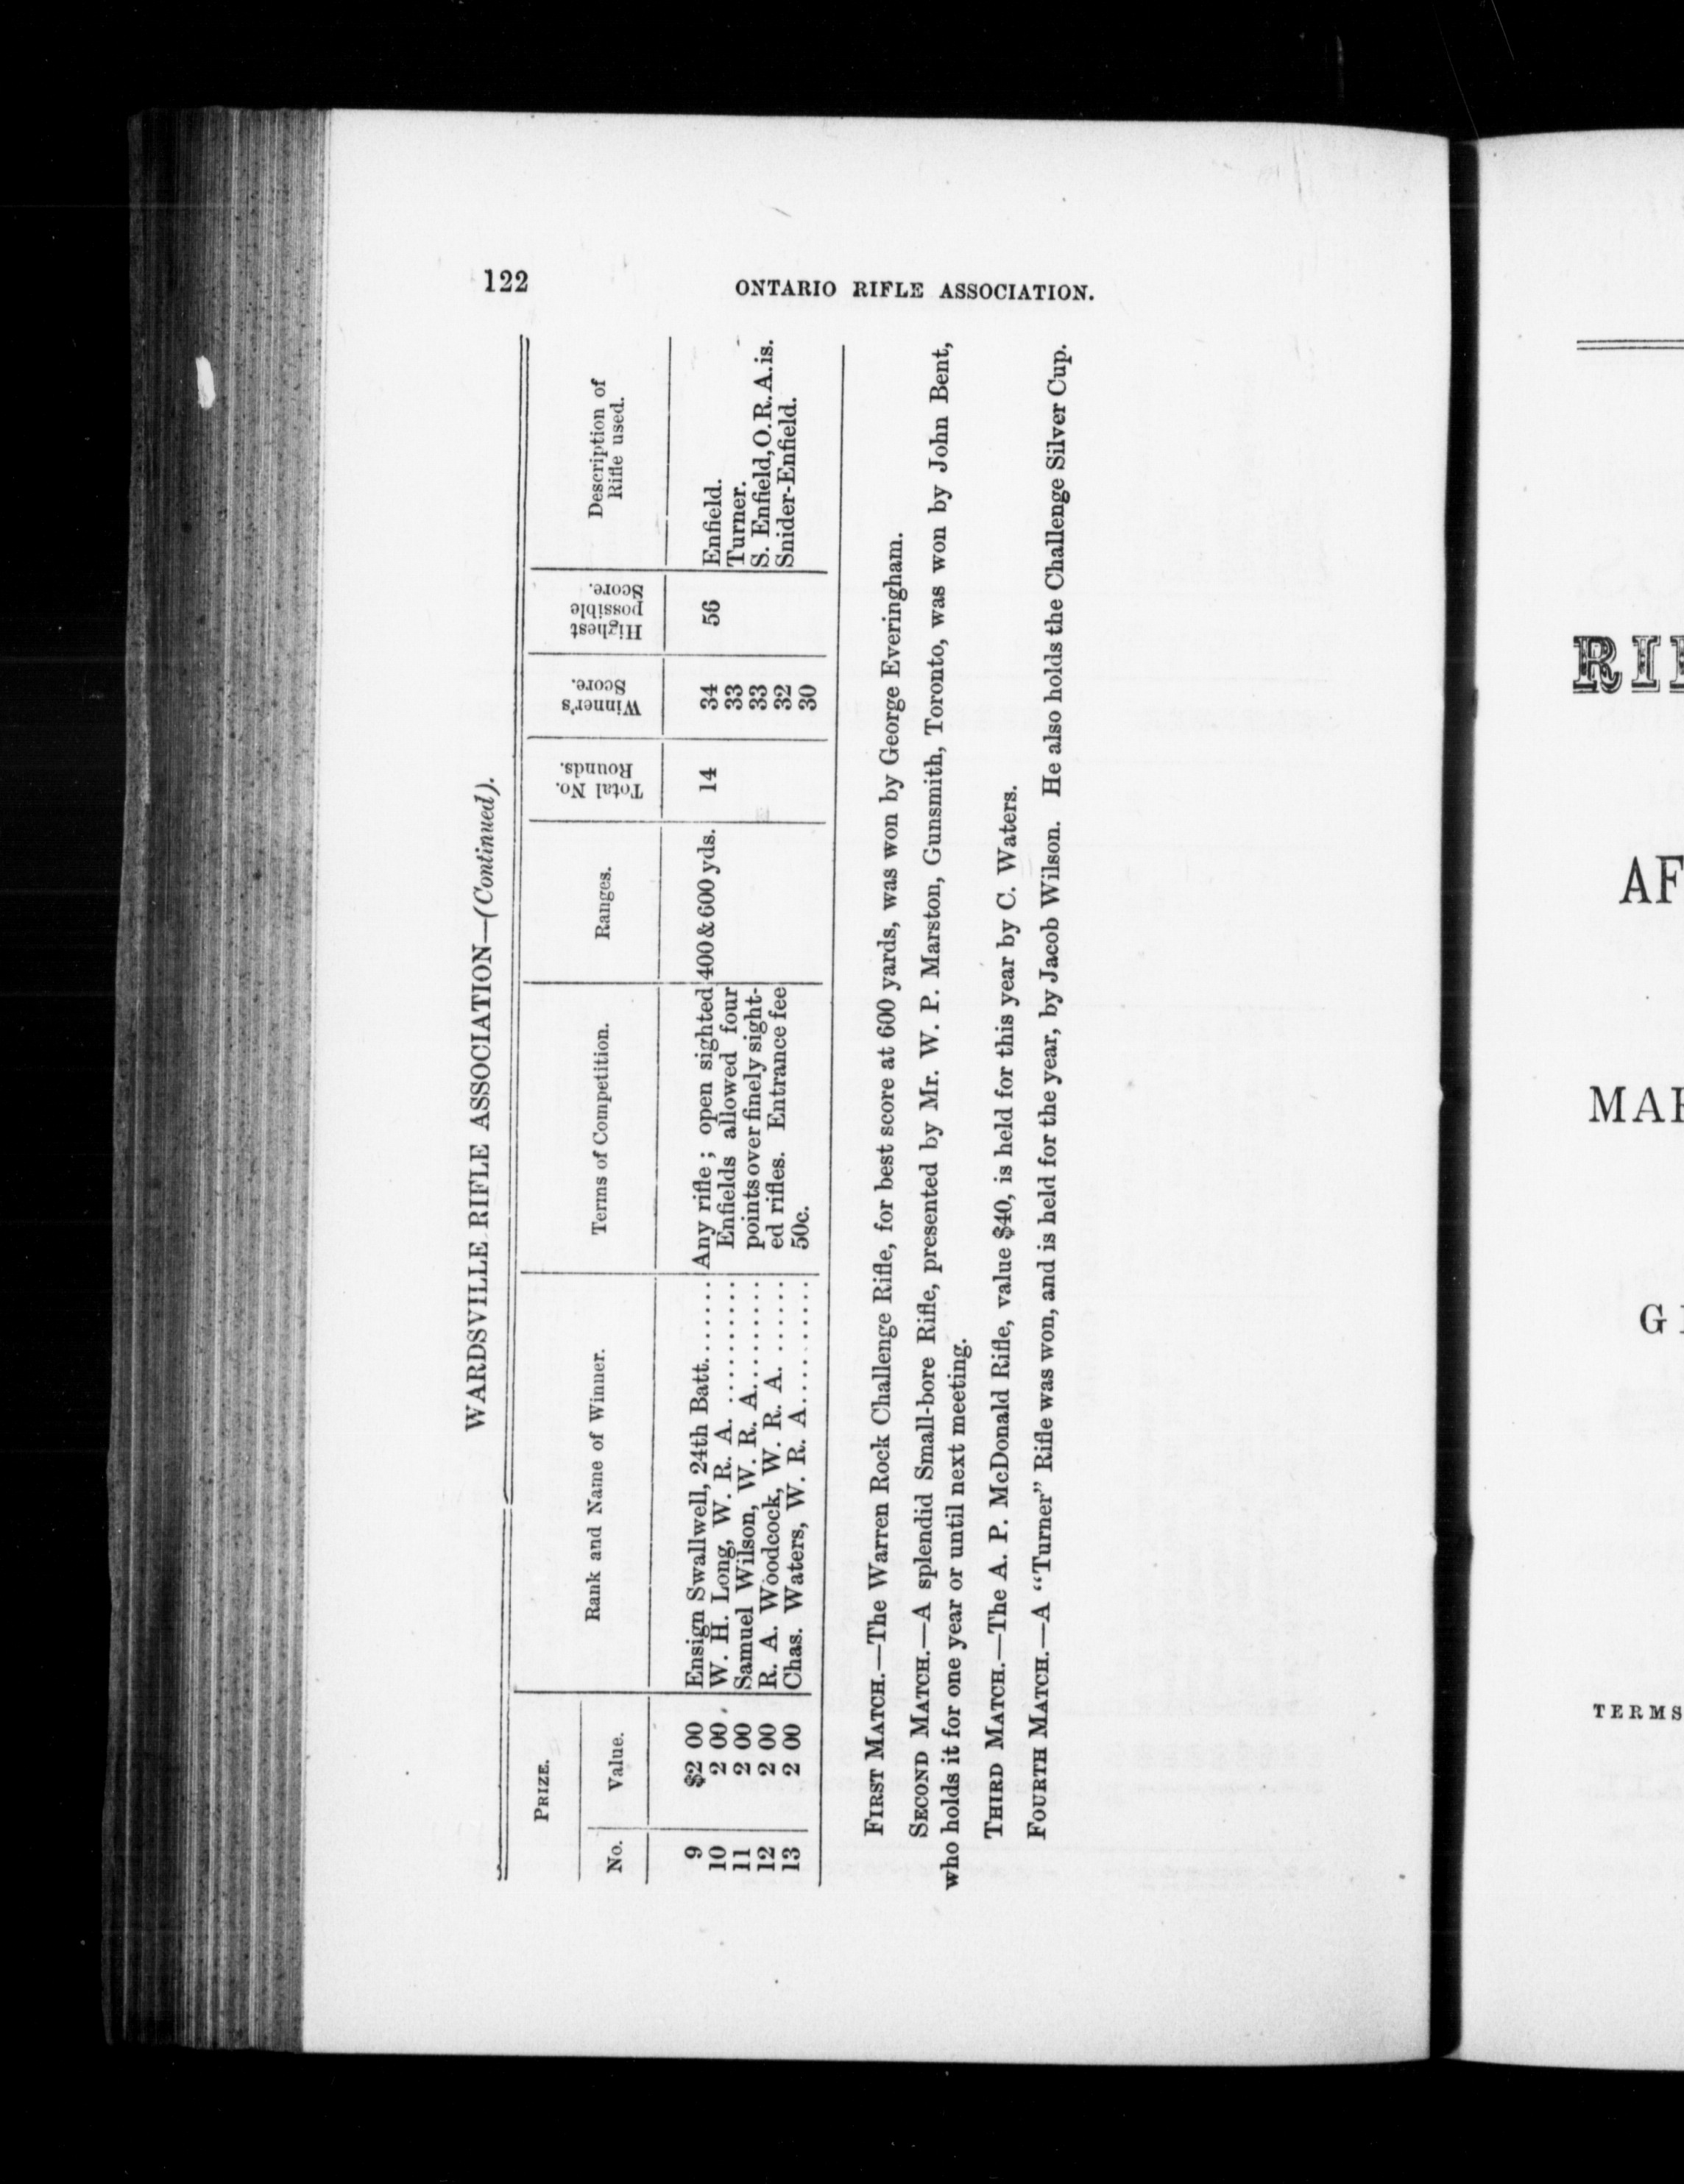 122
ONTARIO RIFLE ASSOCIATION.
WARDSVILLE RIFLE ASSOCIATION—(Continued).
PRIZE.
No. Value. Rank and Name of Winner. Terms of Competition. Ranges. Total No. Rounds. Winner's Score. Highest possible Score. Description of Rifle used.
9 $2 00 Ensign Swallwell, 24th Batt....... Any rifle ; open sighted 400 & 600 yds. 14 34 56 Enfield.
10 2 00 W. H. Long, W. R. A. .......... Enfields allowed four 33 Turner.
11 2 00 Samuel Wilson, W. R. A......... points over finely sight- 33 S. Enfield, O.R.A. is.
12 2 00 R. A. Woodcock, W. R. A. ...... ed rifles. Entrance fee 32 Snider-Enfield.
13 2 00 Chas. Waters, W. R. A.......... 50c. 30
FIRST MATCH.—The Warren Rock Challenge Rifle, for best score at 600 yards, was won by George Everingham.
SECOND MATCH.—A splendid Small-bore Rifle, presented by Mr. W. P. Marston, Gunsmith, Toronto, was won by John Bent,
who holds it for one year or until next meeting.
THIRD MATCH.—The A. P. McDonald Rifle, value $40, is held for this year by C. Waters.
FOURTH MATCH.—A "Turner" Rifle was won, and is held for the year, by Jacob Wilson. He also holds the Challenge Silver Cup.
TERMS